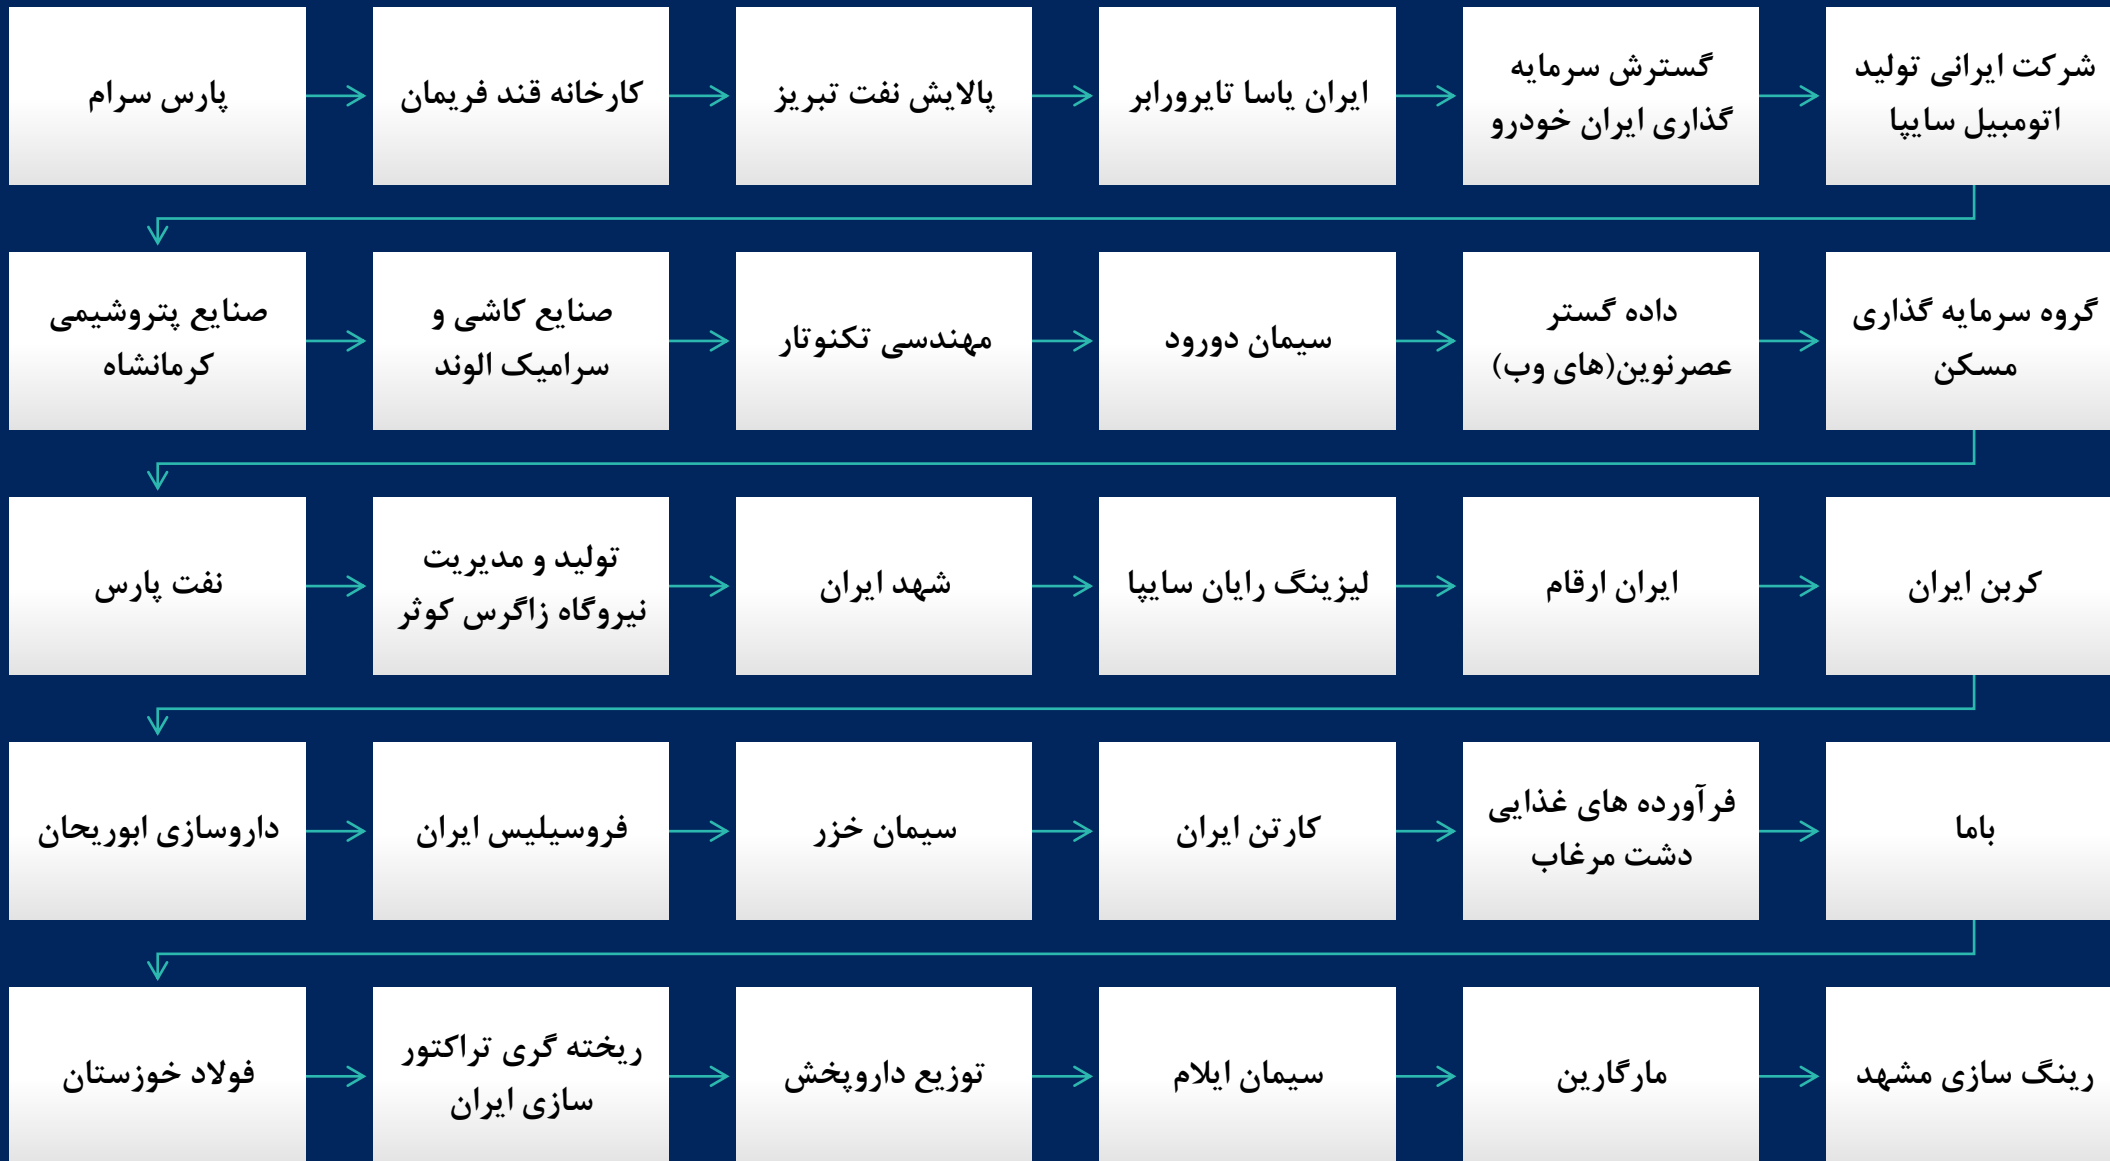 پارس سرام
کارخانه قند فریمان
پالایش نفت تبریز
ایران یاسا تایرورابر
گسترش سرمایه
گذاری ایران خودرو
شرکت ایرانی تولید
اتومبیل سایپا
صنایع پتروشیمی
کرمانشاه
صنایع کاشی و
سرامیک الوند
مهندسی تکنوتار
سیمان دورود
داده گستر
عصرنوین(های وب)
گروه سرمایه گذاری
مسکن
نفت پارس
تولید و مدیریت
نیروگاه زاگرس کوثر
شهد ایران
لیزینگ رایان سایپا
ایران ارقام
کربن ایران
داروسازی ابوریحان
فروسیلیس ایران
سیمان خزر
کارتن ایران
فرآورده های غذایی
دشت مرغاب
باما
فولاد خوزستان
ریخته گری تراکتور
سازی ایران
توزیع داروپخش
سیمان ایلام
مارگارین
رینگ سازی مشهد